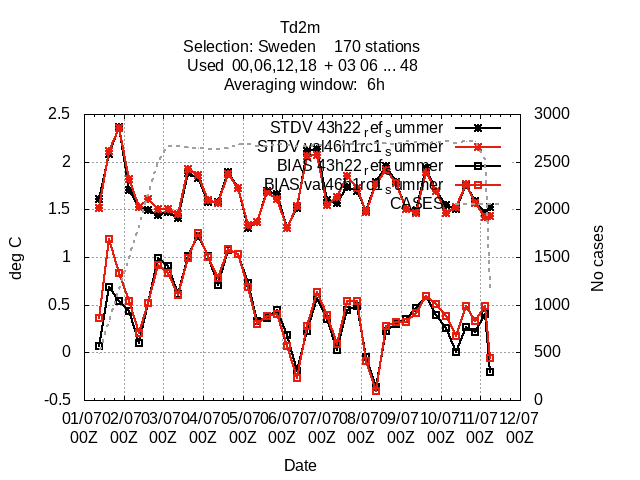 Td2m
Selection: Sweden 170 stations
Used 00,06,12,18 + 03 06 ... 48
Averaging window: 6h
STDV 43h22refsummer
STDV val46h1rc1summer
BIAS 43h22refsummer
BIAS val46h1rc1summer
CASES
2.5
2
1.5
1
0.5
0
-0.5
deg C
3000
2500
2000
1500
1000
500
0
No cases
01/07 02/07 03/07 04/07 05/07 06/07 07/07 08/07 09/07 10/07 11/07 12/07
00Z 00Z 00Z 00Z 00Z 00Z 00Z 00Z 00Z 00Z 00Z 00Z
Date